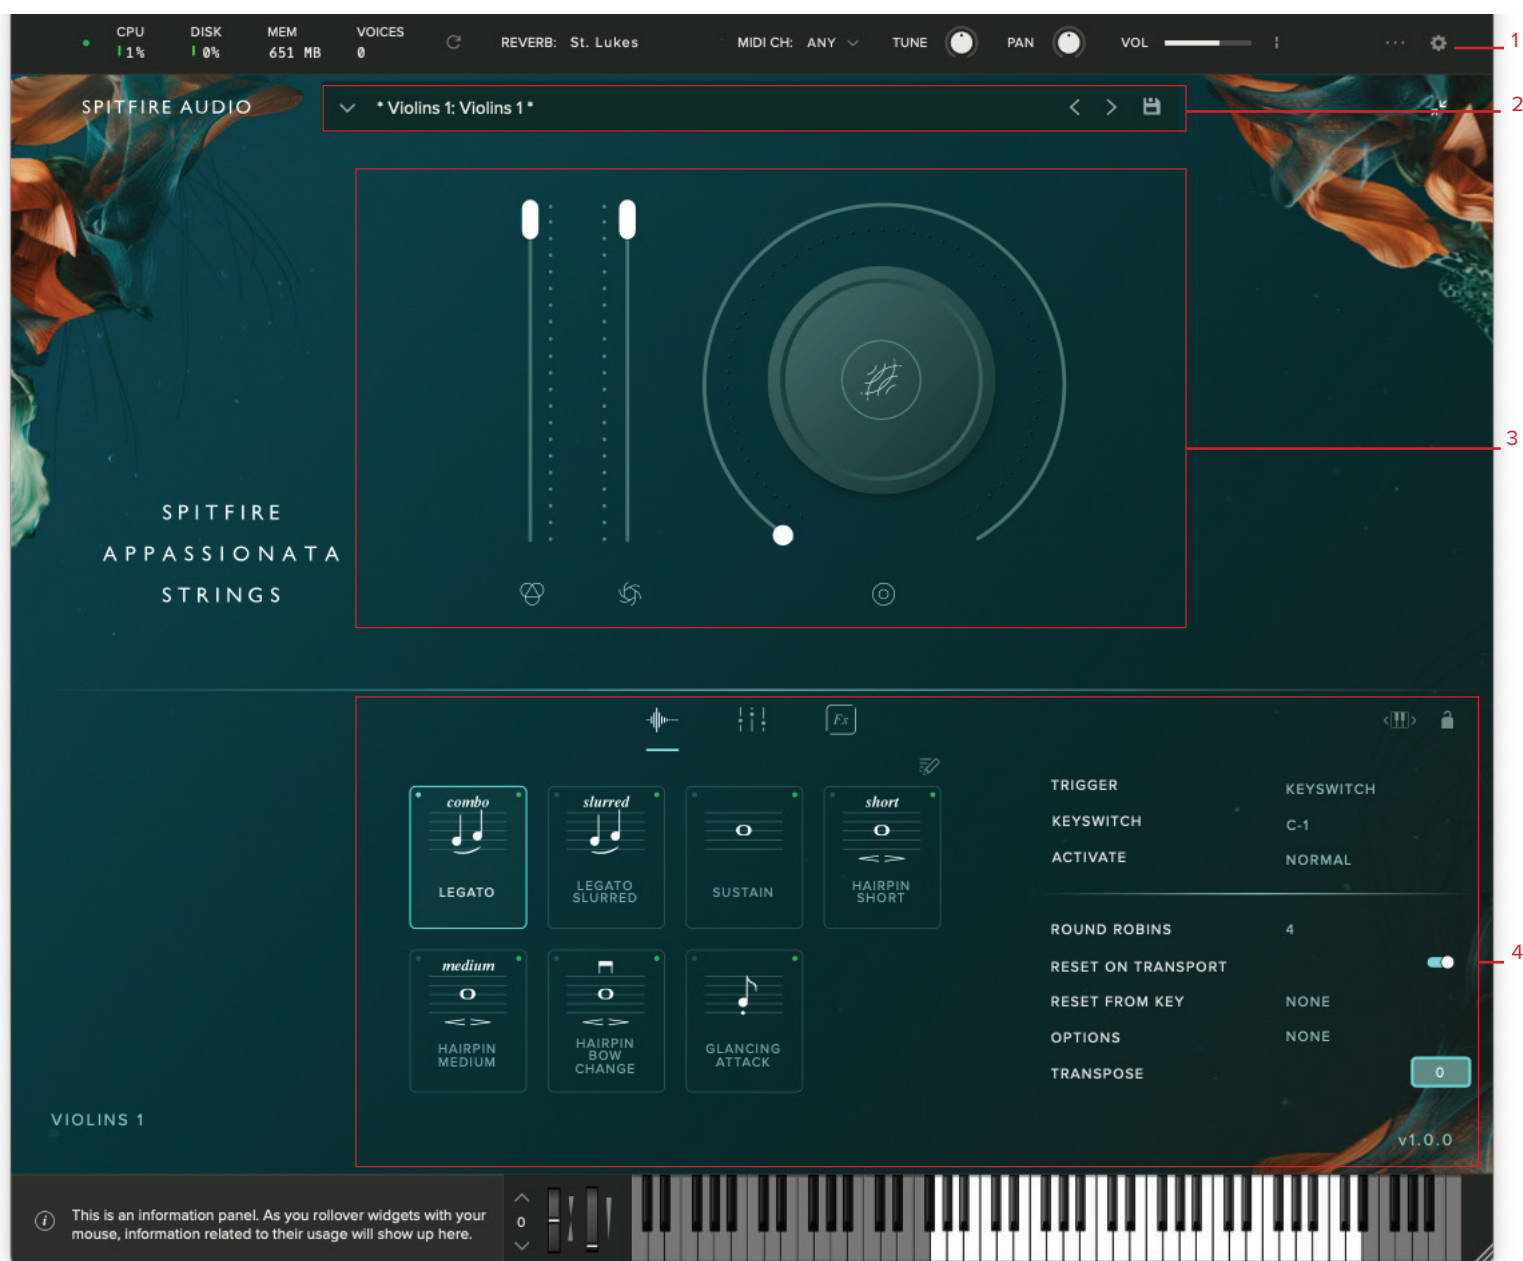 CPU DISK MEM VOICES
1% 0% 651 MB 0
REVERB: St. Lukes
MIDI CH: ANY
TUNE
PAN
VOL
1
SPITFIRE AUDIO
* Violins 1: Violins 1 *
2
3
SPITFIRE
APPASSIONATA
STRINGS
Fx
combo
LEGATO
slurred
LEGATO
SLURRED
SUSTAIN
short
HAIRPIN
SHORT
medium
HAIRPIN
MEDIUM
HAIRPIN
BOW
CHANGE
GLANCING
ATTACK
TRIGGER KEYSWITCH
KEYSWITCH C-1
ACTIVATE NORMAL
ROUND ROBINS 4
RESET ON TRANSPORT
RESET FROM KEY NONE
OPTIONS NONE
TRANSPOSE 0
4
VIOLINS 1
v1.0.0
This is an information panel. As you rollover widgets with your
mouse, information related to their usage will show up here.
0